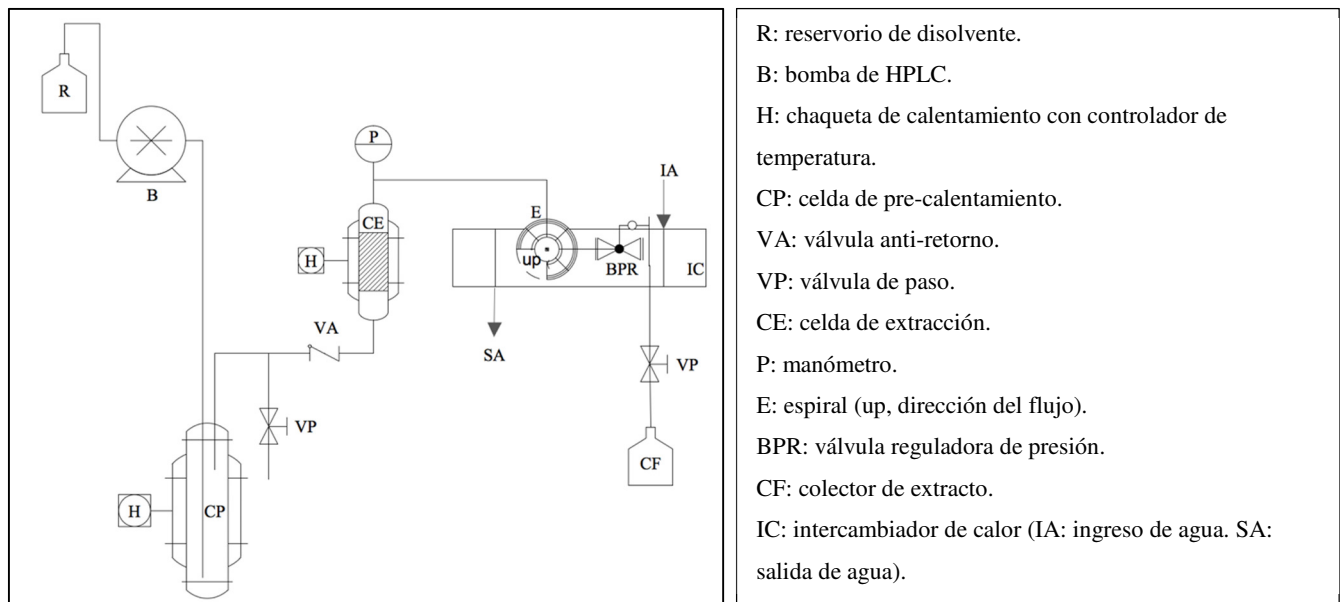 R
B
P
CE
H
VA
VP
H
CP
E
up
BPR
IA
IC
SA
VP
CF
R: reservorio de disolvente.
B: bomba de HPLC.
H: chaqueta de calentamiento con controlador de
temperatura.
CP: celda de pre-calentamiento.
VA: válvula anti-retorno.
VP: válvula de paso.
CE: celda de extracción.
P: manómetro.
E: espiral (up, dirección del flujo).
BPR: válvula reguladora de presión.
CF: colector de extracto.
IC: intercambiador de calor (IA: ingreso de agua. SA:
salida de agua).